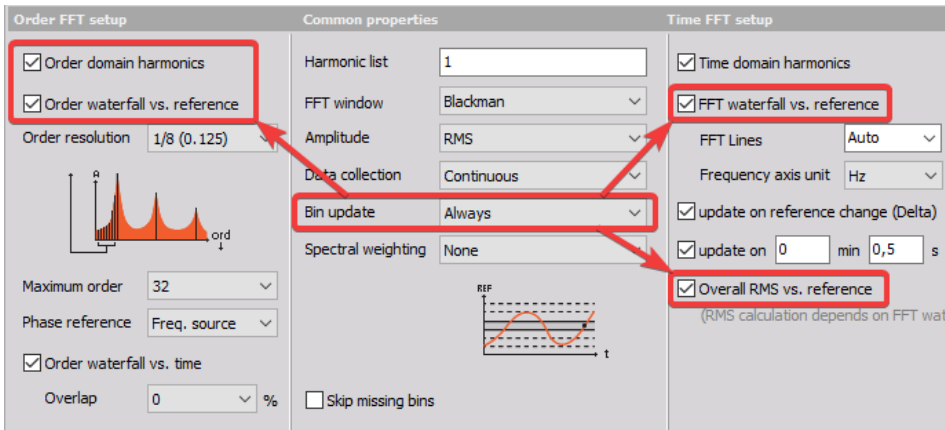 Order FFT setup
Order domain harmonics
Order waterfall vs. reference
Order resolution 1/8 (0.125)
A
ord
Maximum order 32
Phase reference Freq. source
Order waterfall vs. time
Overlap 0 %
Common properties
Harmonic list 1
FFT window Blackman
Amplitude RMS
Data collection Continuous
Bin update Always
Spectral weighting None
REF
t
Skip missing bins
Time FFT setup
Time domain harmonics
FFT waterfall vs. reference
FFT Lines Auto
Frequency axis unit Hz
update on reference change (Delta)
update on 0 min 0,5 s
Overall RMS vs. reference
(RMS calculation depends on FFT wat